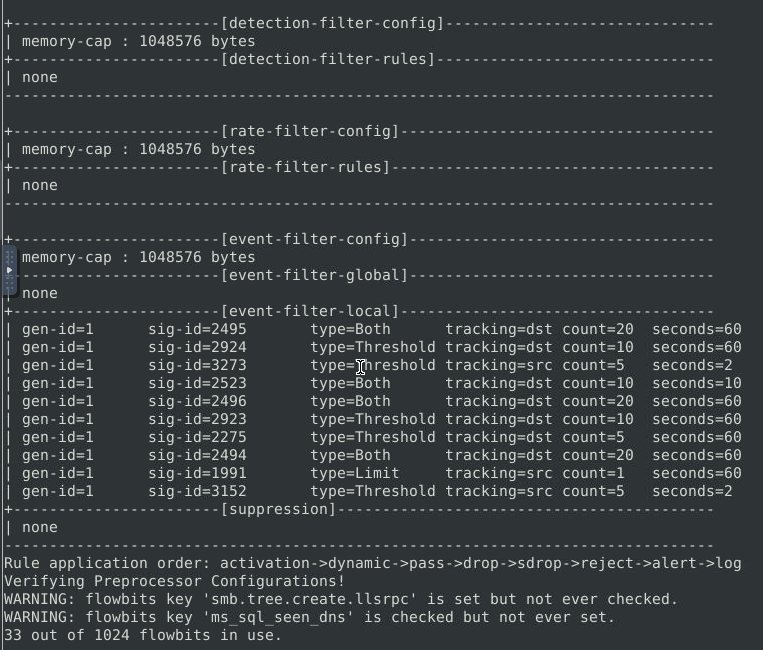 +-----------------------[detection-filter-config]------------------------------
| memory-cap : 1048576 bytes
+-----------------------[detection-filter-rules]-------------------------------
| none
-------------------------------------------------------------------------------
+-----------------------[rate-filter-config]-----------------------------------
| memory-cap : 1048576 bytes
+-----------------------[rate-filter-rules]------------------------------------
| none
-------------------------------------------------------------------------------
+-----------------------[event-filter-config]----------------------------------
memory-cap : 1048576 bytes
-----------------------[event-filter-global]----------------------------------
none
+-----------------------[event-filter-local]-----------------------------------
| gen-id=1      sig-id=2495       type=Both      tracking=dst count=20  seconds=60
| gen-id=1      sig-id=2924       type=Threshold tracking=dst count=10  seconds=60
| gen-id=1      sig-id=3273       type=Threshold tracking=src count=5   seconds=2
| gen-id=1      sig-id=2523       type=Both      tracking=dst count=10  seconds=10
| gen-id=1      sig-id=2496       type=Both      tracking=dst count=20  seconds=60
| gen-id=1      sig-id=2923       type=Threshold tracking=dst count=10  seconds=60
| gen-id=1      sig-id=2275       type=Threshold tracking=dst count=5   seconds=60
| gen-id=1      sig-id=2494       type=Both      tracking=dst count=20  seconds=60
| gen-id=1      sig-id=1991       type=Limit     tracking=src count=1   seconds=60
| gen-id=1      sig-id=3152       type=Threshold tracking=src count=5   seconds=2
+-----------------------[suppression]------------------------------------------
| none
-------------------------------------------------------------------------------
Rule application order: activation->dynamic->pass->drop->sdrop->reject->alert->log
Verifying Preprocessor Configurations!
WARNING: flowbits key 'smb.tree.create.llsrpc' is set but not ever checked.
WARNING: flowbits key 'ms_sql_seen_dns' is checked but not ever set.
33 out of 1024 flowbits in use.